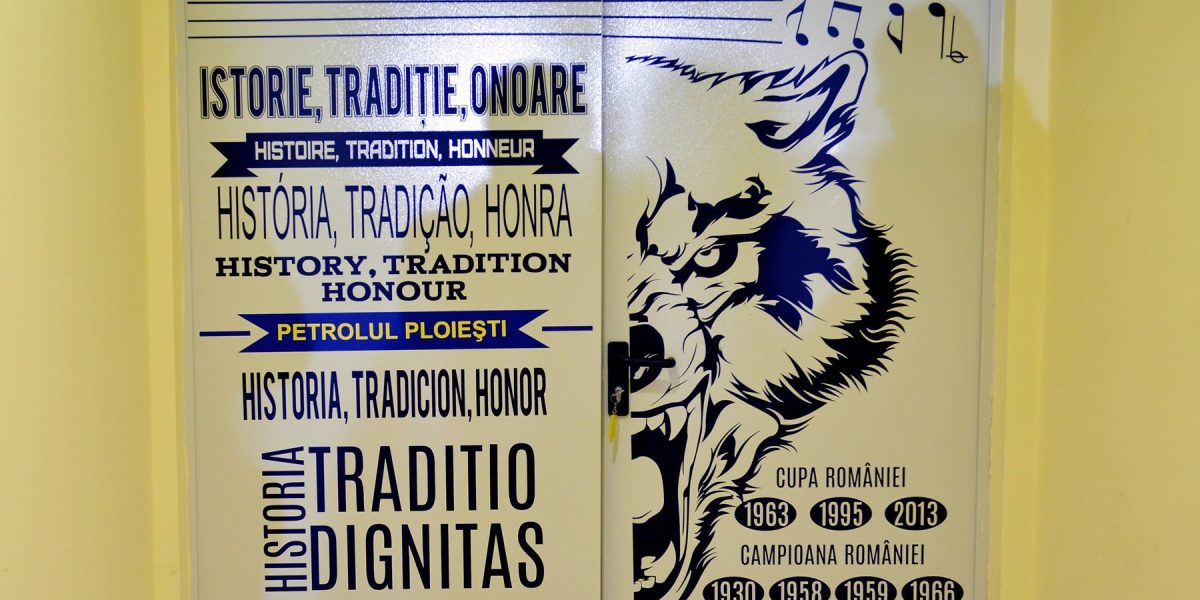 ISTORIE, TRADIȚIE, ONOARE
HISTOIRE, TRADITION, HONNEUR
HISTÓRIA, TRADIÇÃO, HONRA
HISTORY, TRADITION
HONOUR
PETROLUL PLOIEȘTI
HISTORIA, TRADICION, HONOR
HISTORIA
TRADITIO
DIGNITAS
CUPA ROMÂNIEI
1963 1995 2013
CAMPIOANA ROMÂNIEI
1930 1958 1959 1966